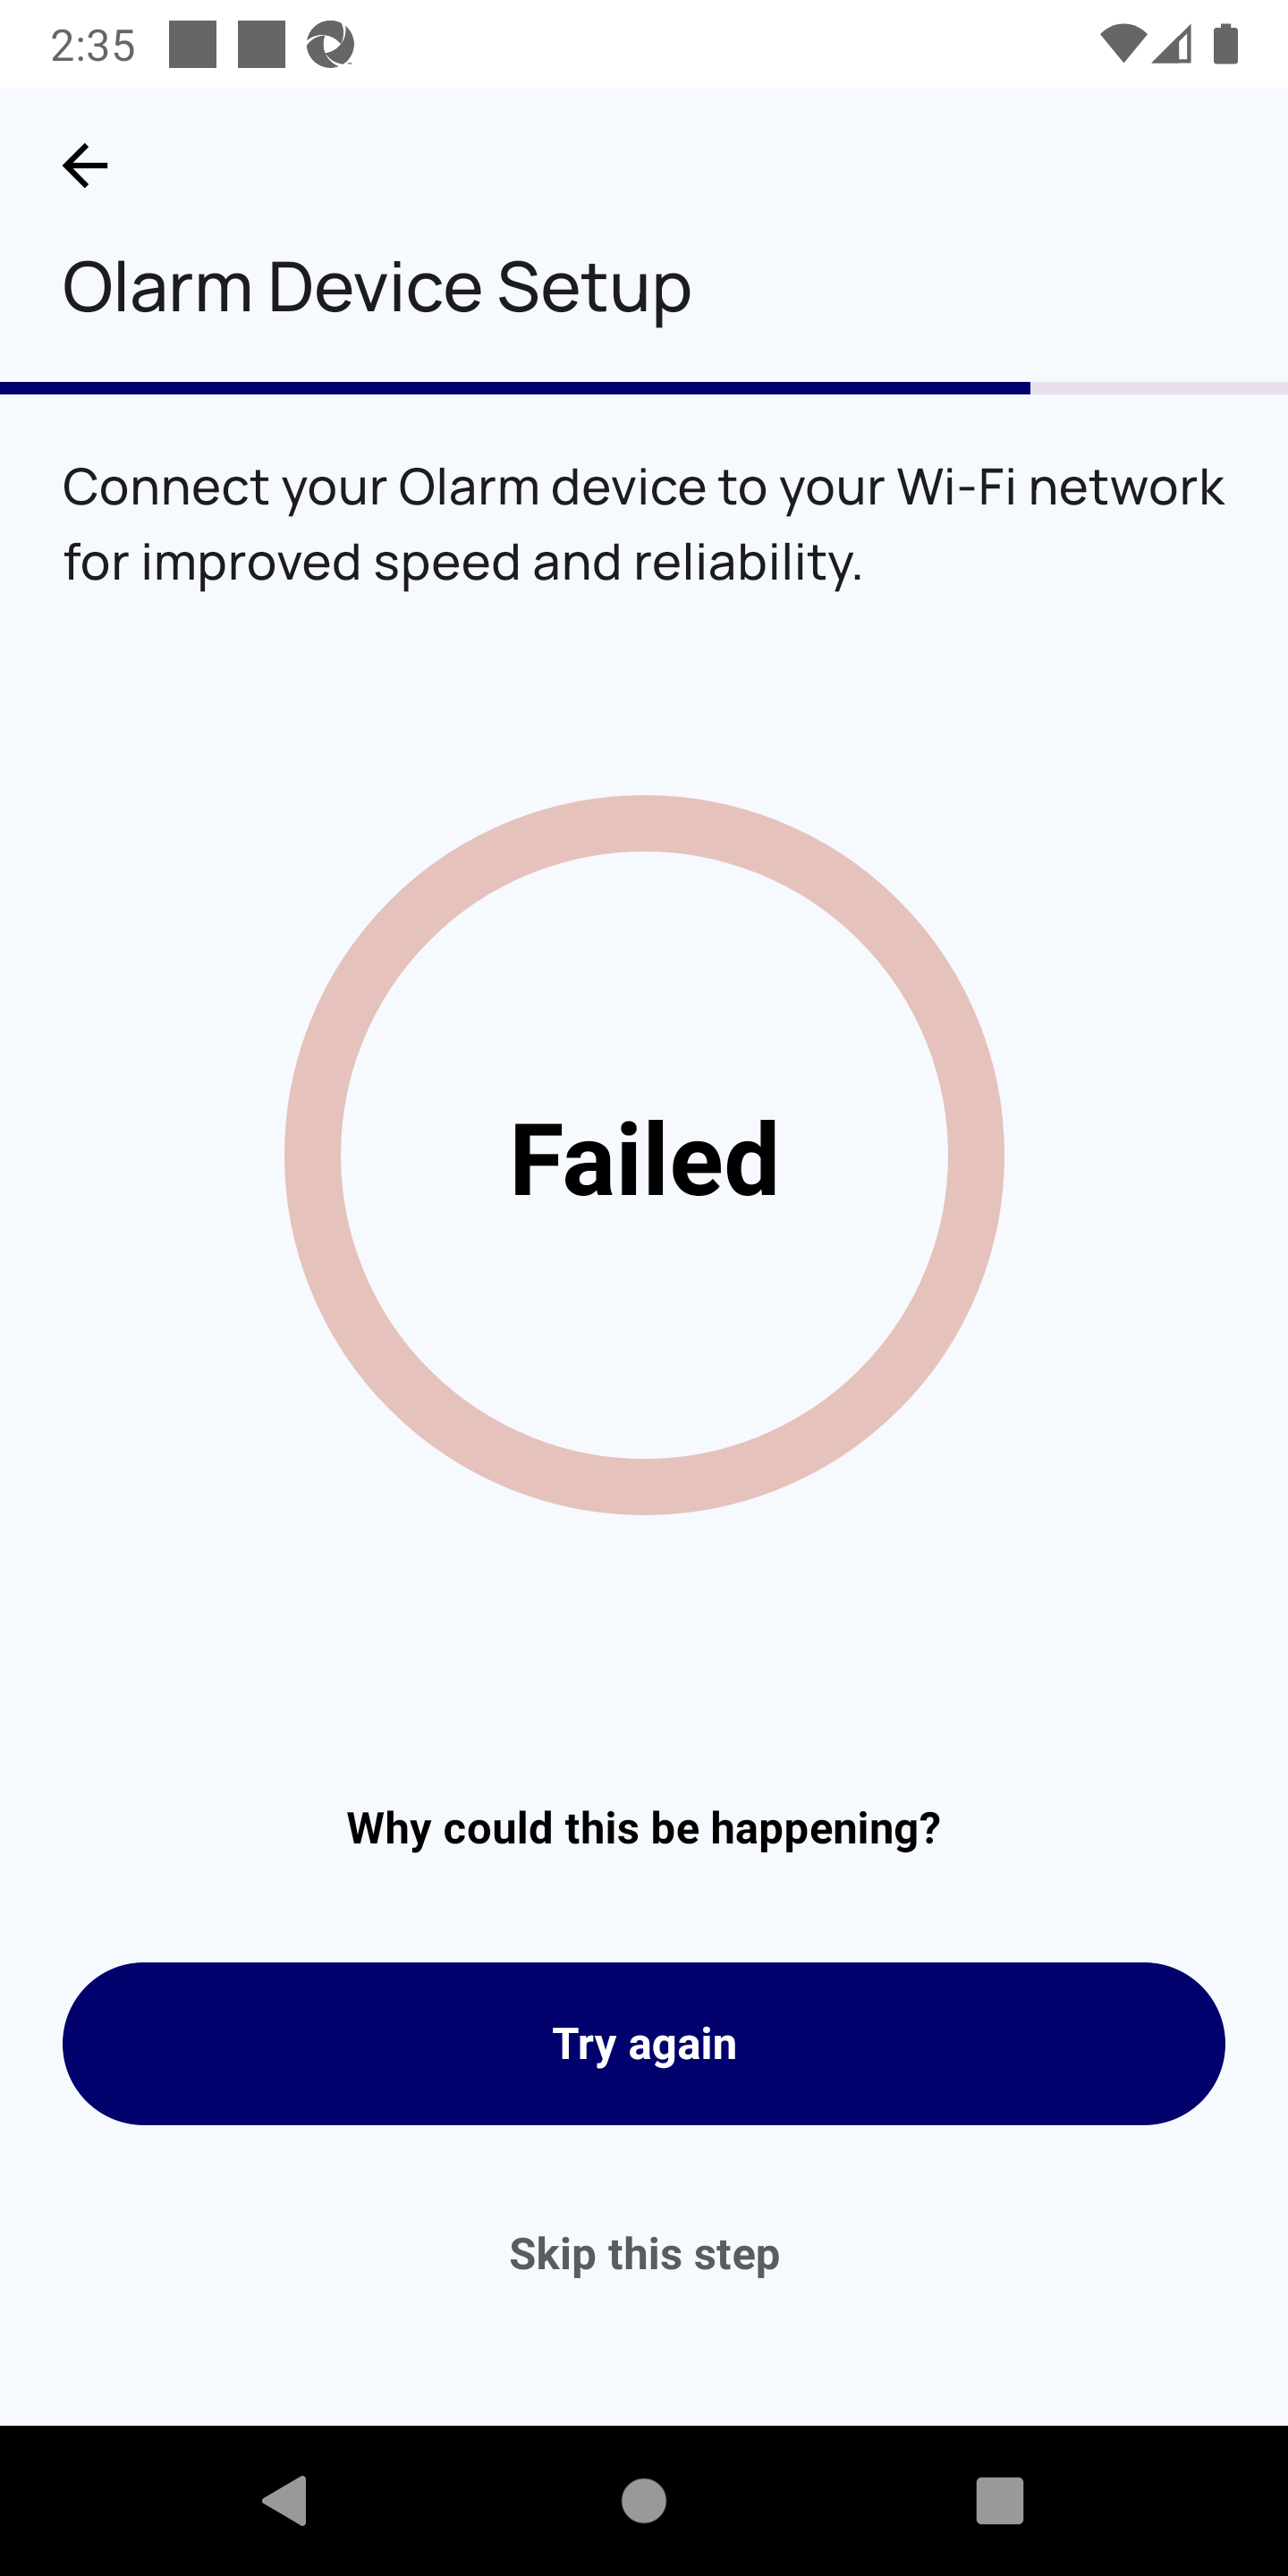 2:35
Olarm Device Setup
Connect your Olarm device to your Wi-Fi network
for improved speed and reliability.
Failed
Why could this be happening?
Try again
Skip this step